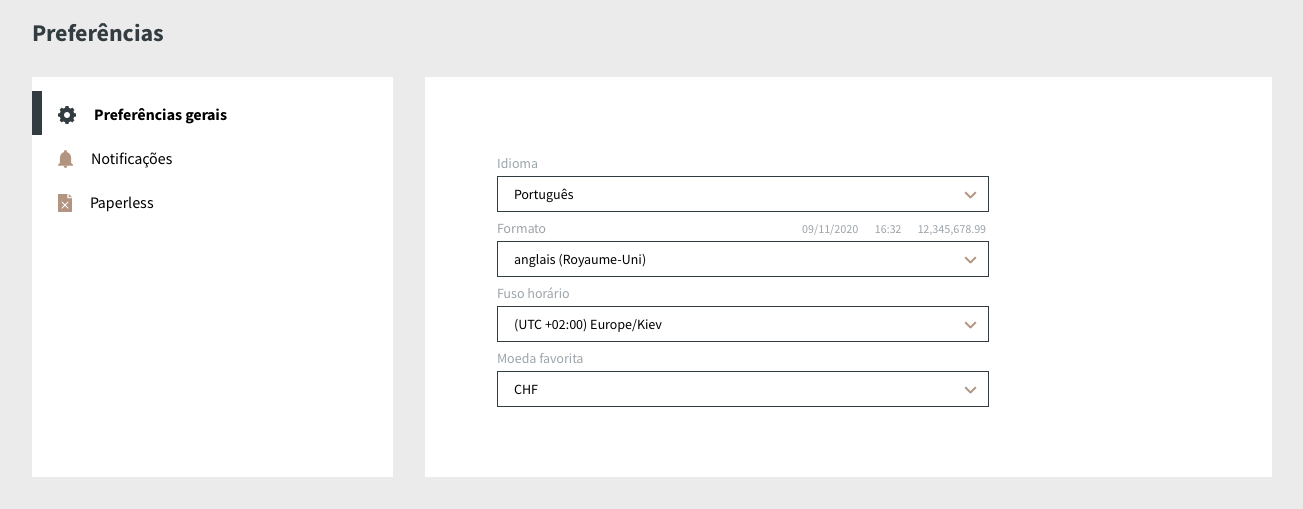 Preferências
Preferências gerais
Notificações
Paperless
Idioma
Português
Formato 09/11/2020 16:32 12,345,678.99
anglais (Royaume-Uni)
Fuso horário
(UTC +02:00) Europe/Kiev
Moeda favorita
CHF